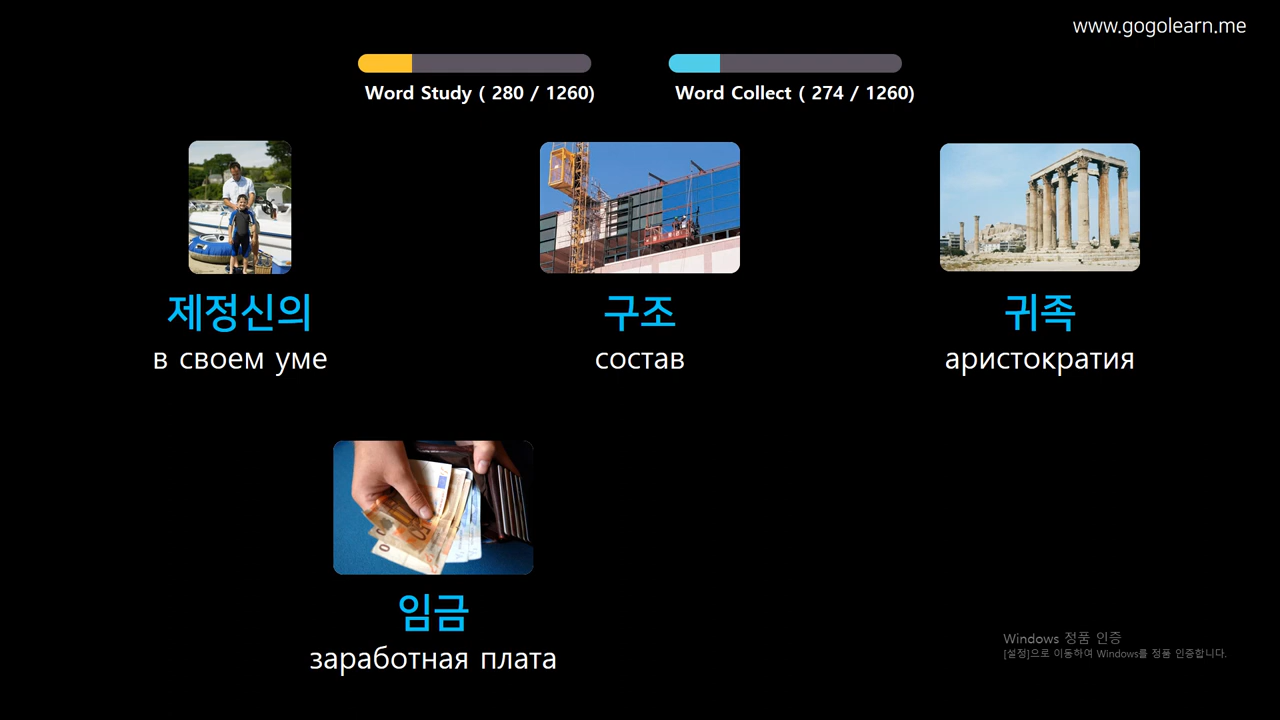 www.gogolearn.me
Word Study ( 280 / 1260)
Word Collect ( 274 / 1260)
제정신의
в своем уме
구조
состав
귀족
аристократия
임금
заработная плата
Windows 정품 인증
[설정]으로 이동하여 Windows를 정품 인증합니다.